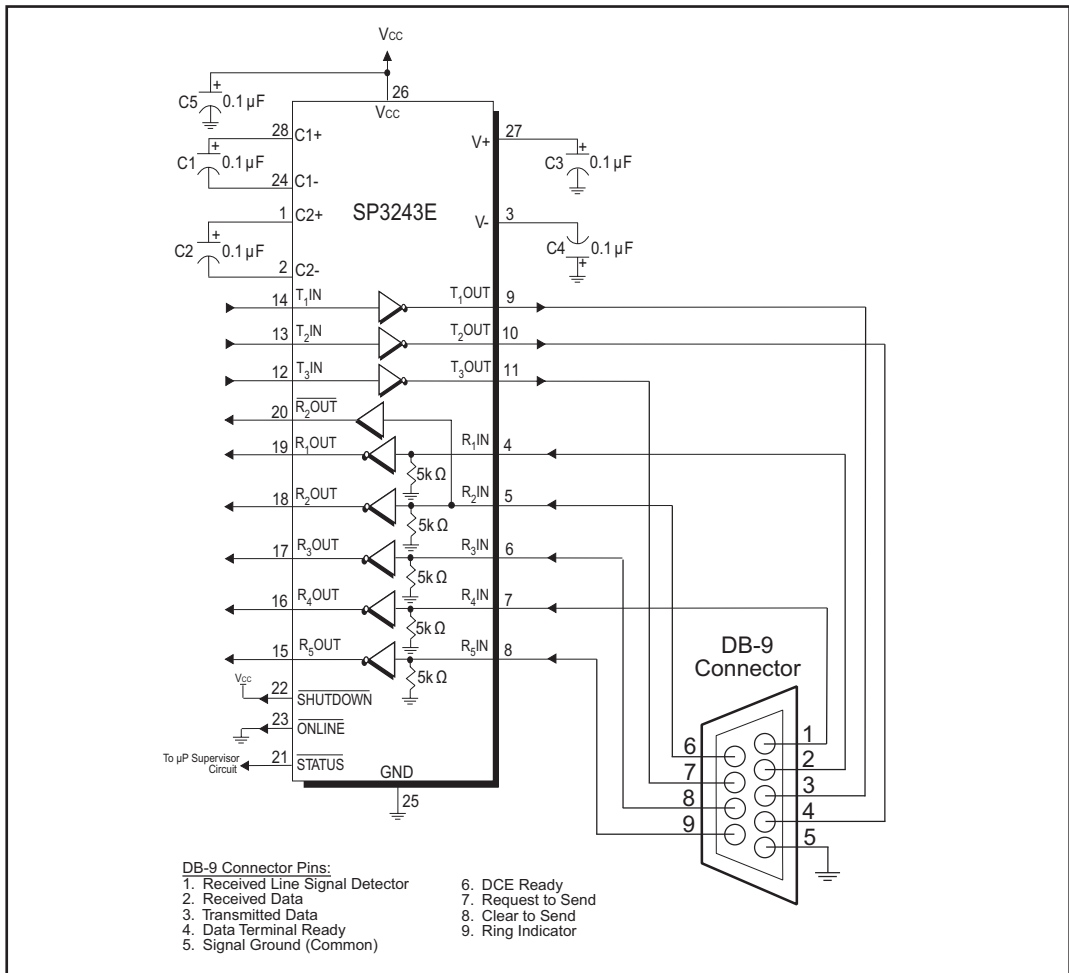 VCC
26
VCC
C5
+
0.1 µF
28 C1+
C1
+
0.1 µF
24 C1-
1 C2+
C2
+
0.1 µF
2 C2-
SP3243E
V+ 27
C3
+
0.1 µF
V- 3
C4
0.1 µF
+
14 T1IN T1OUT 9
13 T2IN T2OUT 10
12 T3IN T3OUT 11
20 R2OUT
19 R1OUT R1IN 4
5k Ω
18 R2OUT R2IN 5
5k Ω
17 R3OUT R3IN 6
5k Ω
16 R4OUT R4IN 7
5k Ω
15 R5OUT R5IN 8
5k Ω
VCC
22 SHUTDOWN
23 ONLINE
To µP Supervisor
Circuit
21 STATUS
GND
25
DB-9
Connector
6
7
8
9
1
2
3
4
5
DB-9 Connector Pins:
1. Received Line Signal Detector
2. Received Data
3. Transmitted Data
4. Data Terminal Ready
5. Signal Ground (Common)
6. DCE Ready
7. Request to Send
8. Clear to Send
9. Ring Indicator